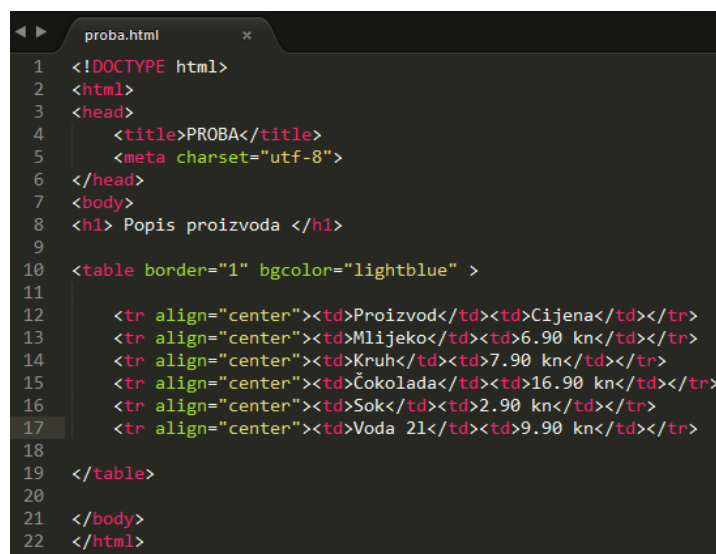 proba.html ×
1 <!DOCTYPE html>
2 <html>
3 <head>
4 <title>PROBA</title>
5 <meta charset="utf-8">
6 </head>
7 <body>
8 <h1> Popis proizvoda </h1>
9
10 <table border="1" bgcolor="lightblue" >
11
12 <tr align="center"><td>Proizvod</td><td>Cijena</td></tr>
13 <tr align="center"><td>Mlijeko</td><td>6.90 kn</td></tr>
14 <tr align="center"><td>Kruh</td><td>7.90 kn</td></tr>
15 <tr align="center"><td>Čokolada</td><td>16.90 kn</td></tr>
16 <tr align="center"><td>Sok</td><td>2.90 kn</td></tr>
17 <tr align="center"><td>Voda 2l</td><td>9.90 kn</td></tr>
18
19 </table>
20
21 </body>
22 </html>